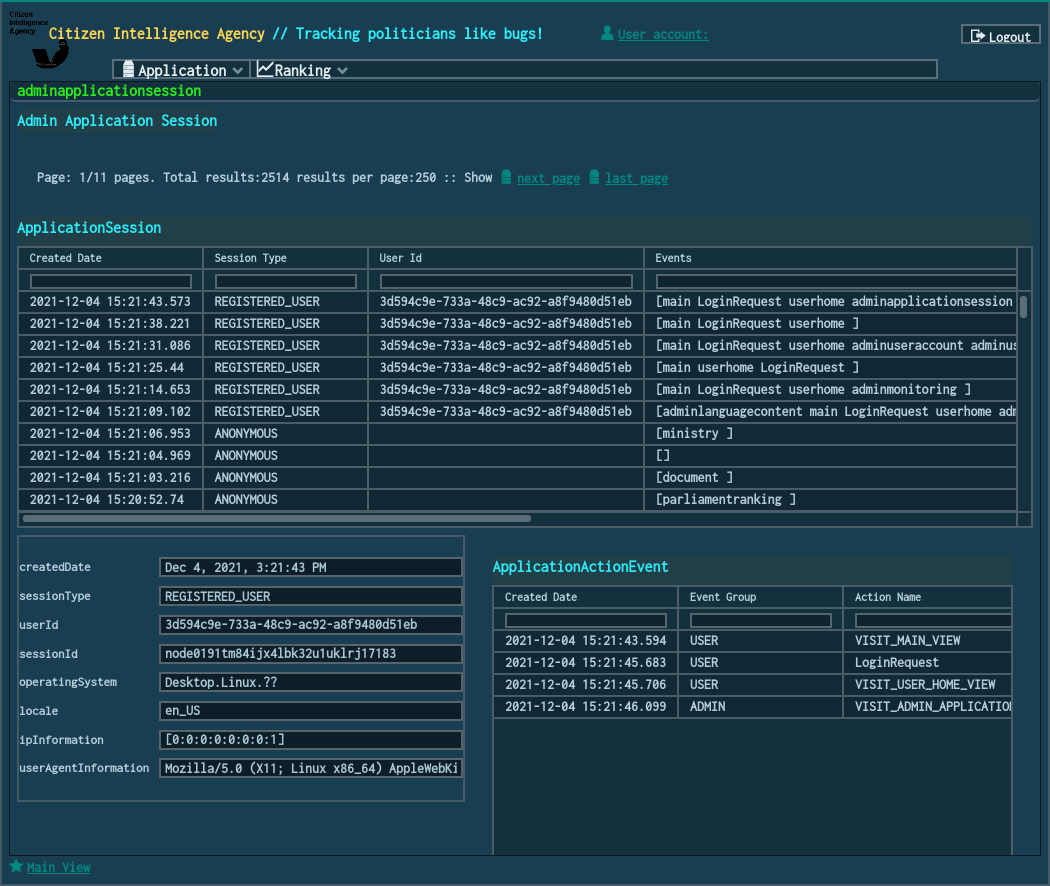 Citizen
Intelligence
Agency
Citizen Intelligence Agency // Tracking politicians like bugs!
User account:
Logout
Application
Ranking
adminapplicationsession
Admin Application Session
Page: 1/11 pages. Total results:2514 results per page:250 :: Show next page last page
ApplicationSession
Created Date Session Type User Id Events
2021-12-04 15:21:43.573 REGISTERED_USER 3d594c9e-733a-48c9-ac92-a8f9480d51eb [main LoginRequest userhome adminapplicationsession
2021-12-04 15:21:38.221 REGISTERED_USER 3d594c9e-733a-48c9-ac92-a8f9480d51eb [main LoginRequest userhome ]
2021-12-04 15:21:31.086 REGISTERED_USER 3d594c9e-733a-48c9-ac92-a8f9480d51eb [main LoginRequest userhome adminuseraccount adminus
2021-12-04 15:21:25.44 REGISTERED_USER 3d594c9e-733a-48c9-ac92-a8f9480d51eb [main userhome LoginRequest ]
2021-12-04 15:21:14.653 REGISTERED_USER 3d594c9e-733a-48c9-ac92-a8f9480d51eb [main LoginRequest userhome adminmonitoring ]
2021-12-04 15:21:09.102 REGISTERED_USER 3d594c9e-733a-48c9-ac92-a8f9480d51eb [adminlanguagecontent main LoginRequest userhome adm
2021-12-04 15:21:06.953 ANONYMOUS [ministry ]
2021-12-04 15:21:04.969 ANONYMOUS []
2021-12-04 15:21:03.216 ANONYMOUS [document ]
2021-12-04 15:20:52.74 ANONYMOUS [parliamentranking ]
createdDate Dec 4, 2021, 3:21:43 PM
sessionType REGISTERED_USER
userId 3d594c9e-733a-48c9-ac92-a8f9480d51eb
sessionId node0191tm84ijx4lbk32u1uklrj17183
operatingSystem Desktop.Linux.??
locale en_US
ipInformation [0:0:0:0:0:0:0:1]
userAgentInformation Mozilla/5.0 (X11; Linux x86_64) AppleWebKi
ApplicationActionEvent
Created Date Event Group Action Name
2021-12-04 15:21:43.594 USER VISIT_MAIN_VIEW
2021-12-04 15:21:45.683 USER LoginRequest
2021-12-04 15:21:45.706 USER VISIT_USER_HOME_VIEW
2021-12-04 15:21:46.099 ADMIN VISIT_ADMIN_APPLICATION
Main View